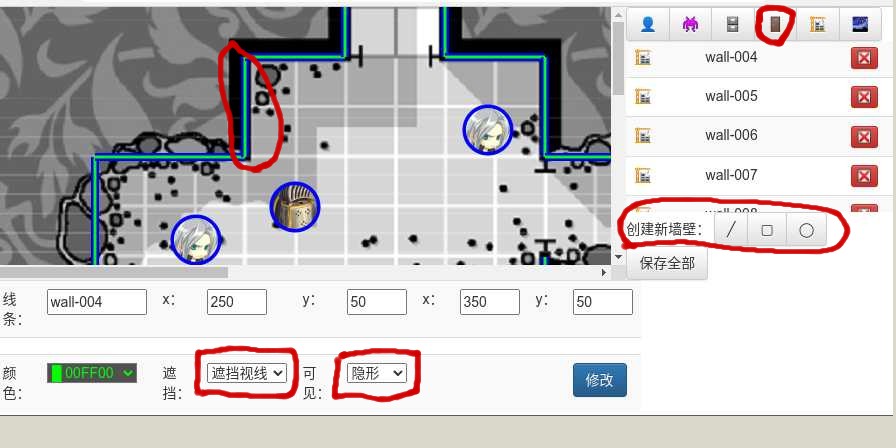 wall-004
wall-005
wall-006
wall-007
创建新墙壁：
保存全部
线条： wall-004 x： 250 y： 50 x： 350 y： 50
颜色： 00FF00 遮挡： 遮挡视线 可见： 隐形 修改